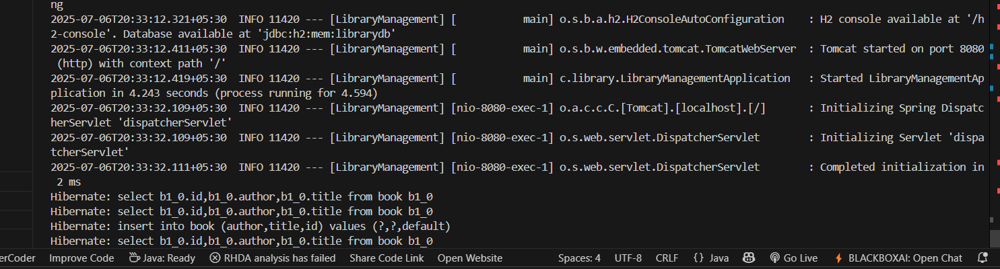 ng
2025-07-06T20:33:12.321+05:30  INFO 11420 --- [LibraryManagement] [           main] o.s.b.a.h2.H2ConsoleAutoConfiguration    : H2 console available at '/h
2-console'. Database available at 'jdbc:h2:mem:librarydb'
2025-07-06T20:33:12.411+05:30  INFO 11420 --- [LibraryManagement] [           main] o.s.b.w.embedded.tomcat.TomcatWebServer  : Tomcat started on port 8080
 (http) with context path '/'
2025-07-06T20:33:12.419+05:30  INFO 11420 --- [LibraryManagement] [           main] c.library.LibraryManagementApplication   : Started LibraryManagementAp
plication in 4.243 seconds (process running for 4.594)
2025-07-06T20:33:32.109+05:30  INFO 11420 --- [LibraryManagement] [nio-8080-exec-1] o.a.c.c.C.[Tomcat].[localhost].[/]       : Initializing Spring Dispatc
herServlet 'dispatcherServlet'
2025-07-06T20:33:32.109+05:30  INFO 11420 --- [LibraryManagement] [nio-8080-exec-1] o.s.web.servlet.DispatcherServlet        : Initializing Servlet 'dispa
tcherServlet'
2025-07-06T20:33:32.111+05:30  INFO 11420 --- [LibraryManagement] [nio-8080-exec-1] o.s.web.servlet.DispatcherServlet        : Completed initialization in
 2 ms
Hibernate: select b1_0.id,b1_0.author,b1_0.title from book b1_0
Hibernate: select b1_0.id,b1_0.author,b1_0.title from book b1_0
Hibernate: insert into book (author,title,id) values (?,?,default)
Hibernate: select b1_0.id,b1_0.author,b1_0.title from book b1_0
erCoder Improve Code Java: Ready RHDA analysis has failed Share Code Link Open Website Spaces: 4 UTF-8 CRLF {} Java Go Live BLACKBOXAI: Open Chat